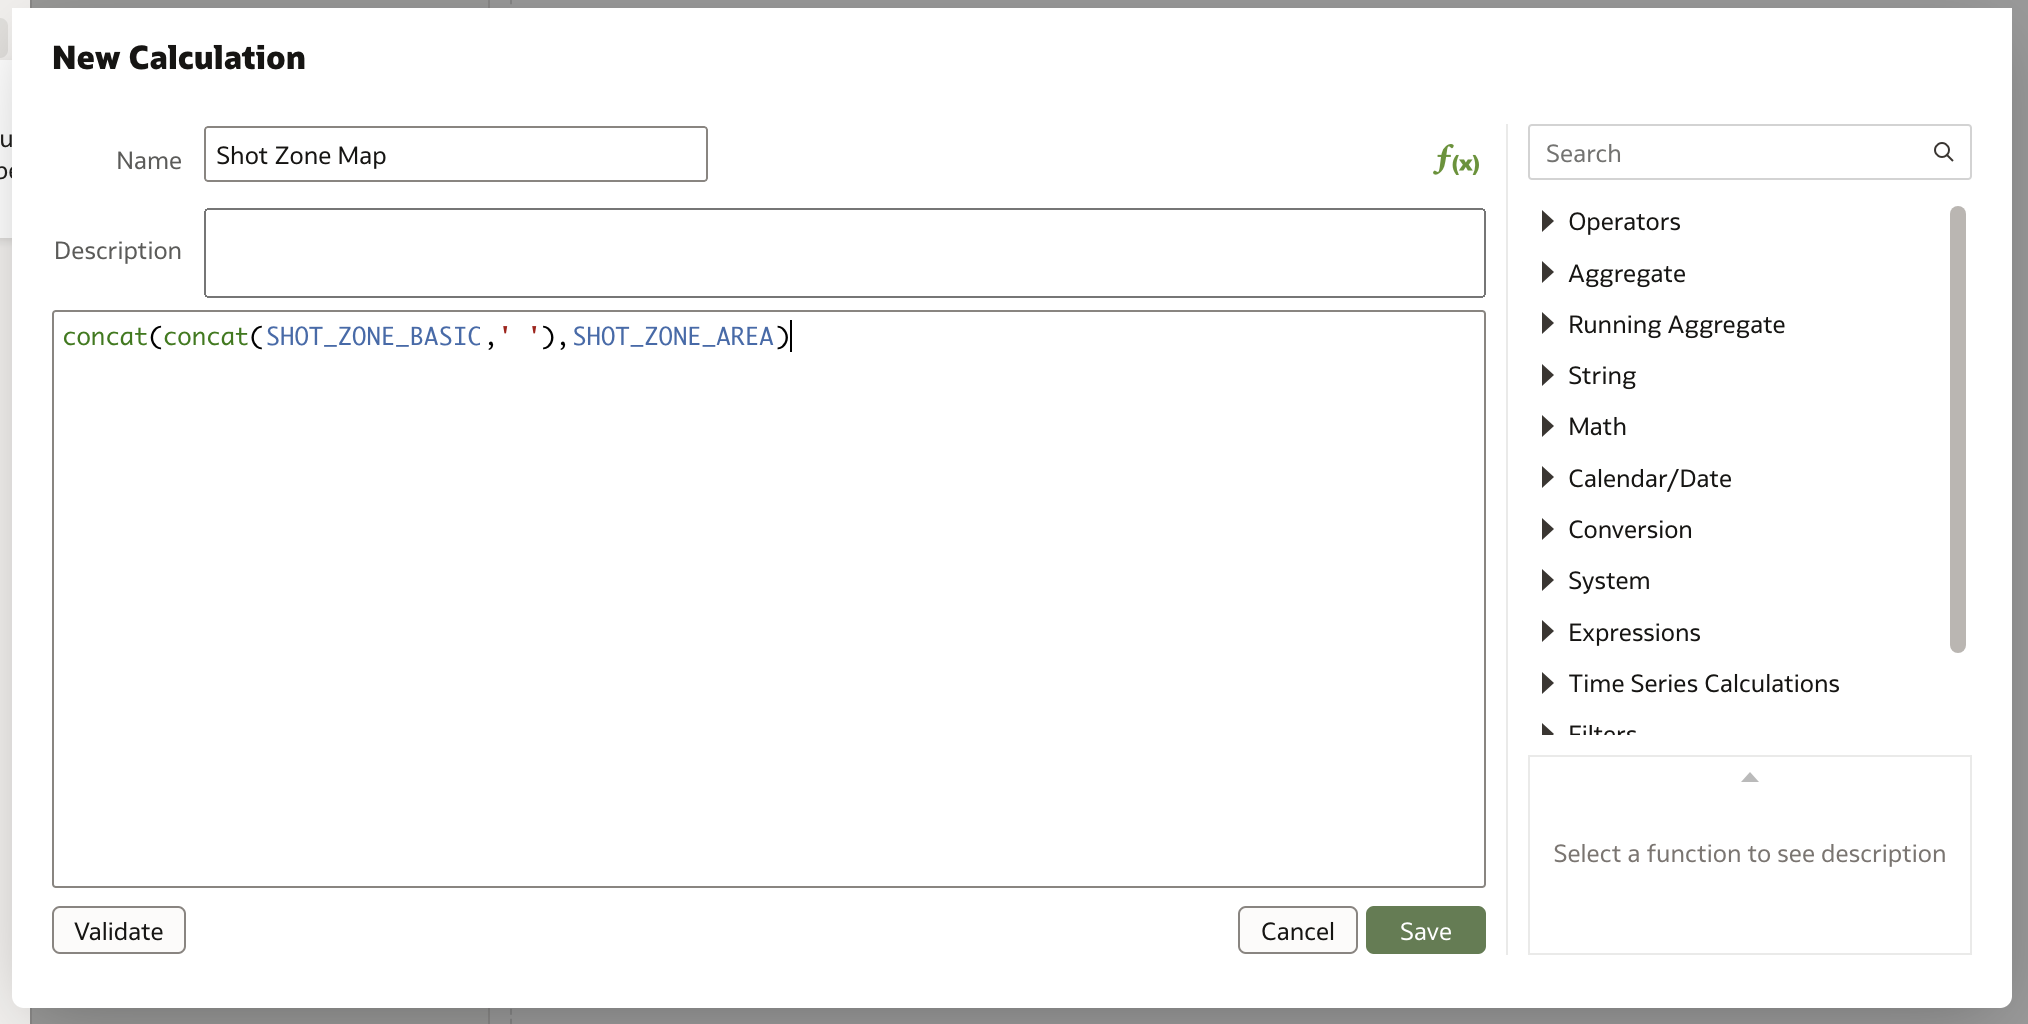 New Calculation
Name
Shot Zone Map
f(x)
Description
concat(concat(SHOT_ZONE_BASIC,' '),SHOT_ZONE_AREA)
Validate
Cancel
Save
Search
Operators
Aggregate
Running Aggregate
String
Math
Calendar/Date
Conversion
System
Expressions
Time Series Calculations
Filters
Select a function to see description